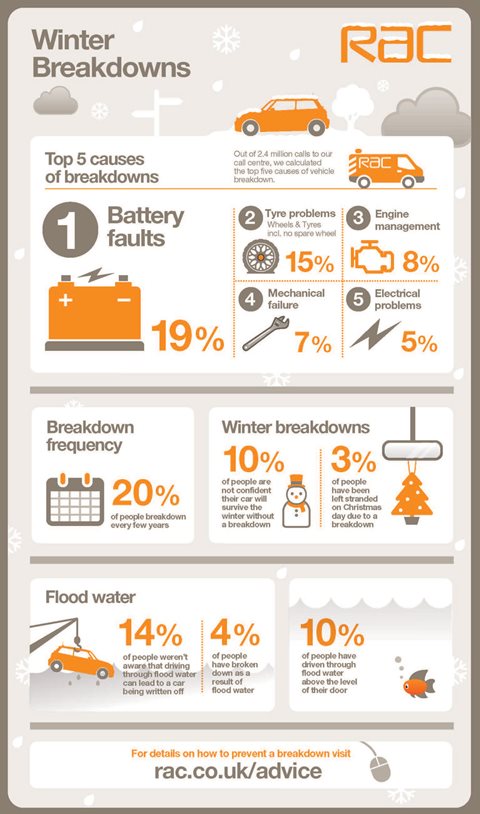 Winter
Breakdowns
RAC
Top 5 causes
of breakdowns
Out of 2.4 million calls to our
call centre, we calculated
the top five causes of vehicle
breakdown.
RAC
1
Battery
faults
19%
2 Tyre problems
Wheels & Tyres
incl. no spare wheel
15%
3 Engine
management
8%
4 Mechanical
failure
7%
5 Electrical
problems
5%
Breakdown
frequency
20%
of people breakdown
every few years
Winter breakdowns
10%
of people are
not confident
their car will
survive the
winter without
a breakdown
3%
of people
have been
left stranded
on Christmas
day due to a
breakdown
Flood water
14%
of people weren't
aware that driving
through flood water
can lead to a car
being written off
4%
of people
have broken
down as a
result of
flood water
10%
of people have
driven through
flood water
above the level
of their door
For details on how to prevent a breakdown visit
rac.co.uk/advice